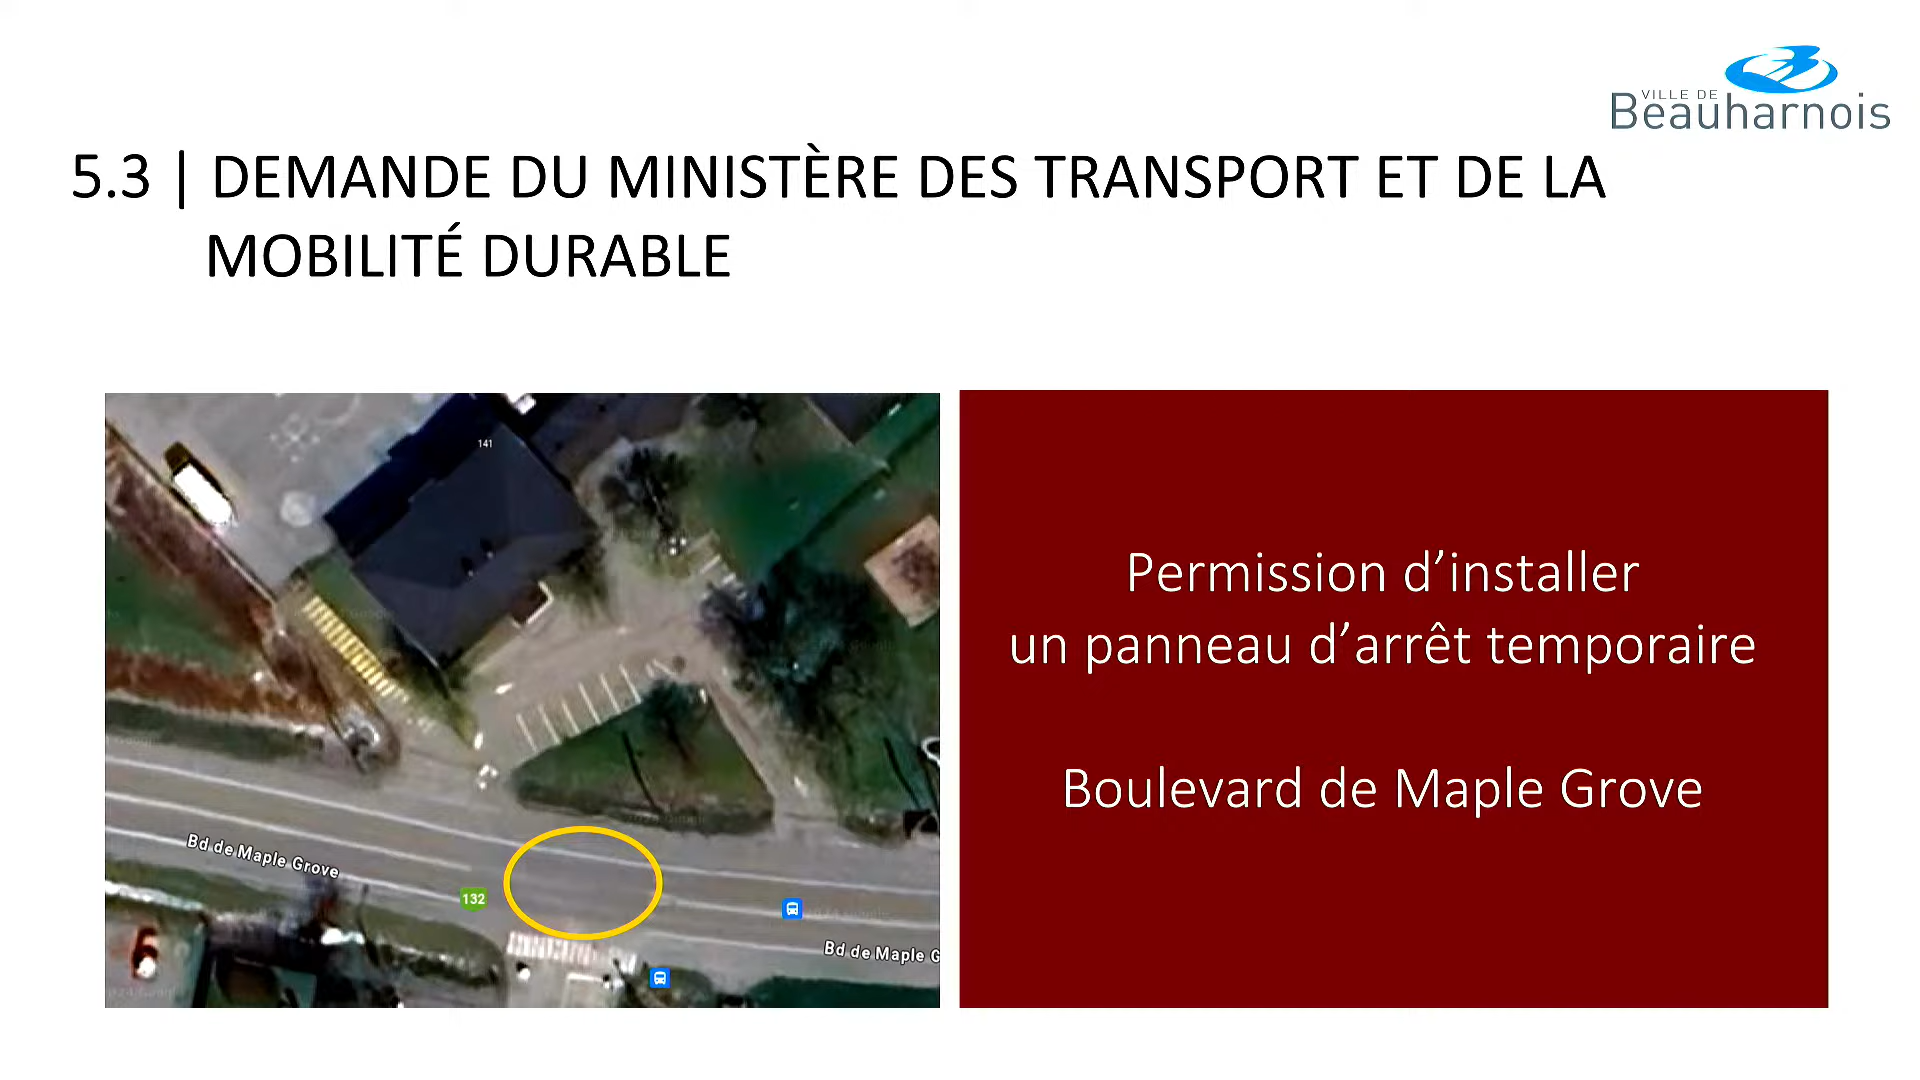 VILLE DE
Beauharnois
5.3 | DEMANDE DU MINISTÈRE DES TRANSPORT ET DE LA
MOBILITÉ DURABLE
141
Permission d’installer
un panneau d’arrêt temporaire
Boulevard de Maple Grove
Bd de Maple Grove
132
Bd de Maple G